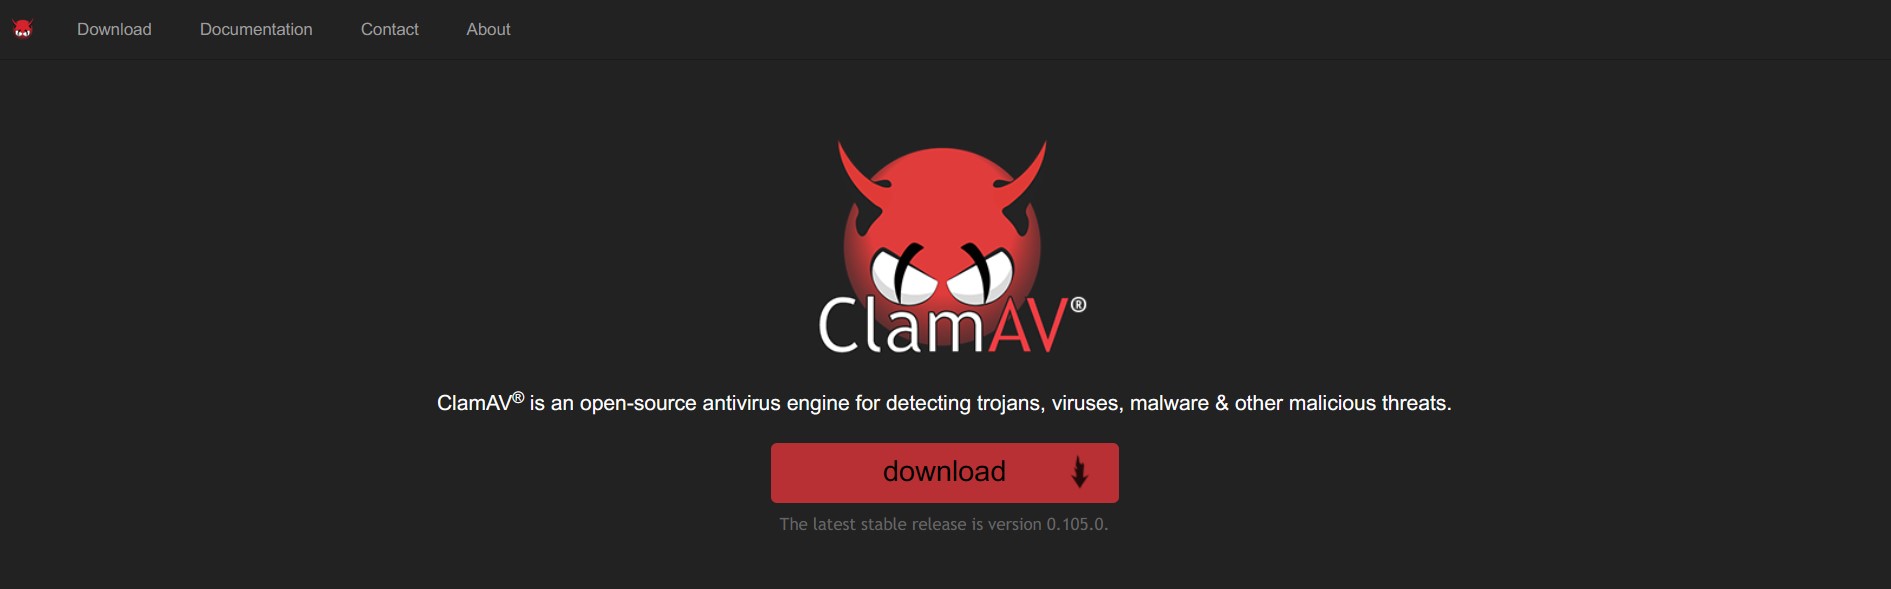 Download Documentation Contact About
ClamAV®
ClamAV® is an open-source antivirus engine for detecting trojans, viruses, malware & other malicious threats.
download
The latest stable release is version 0.105.0.